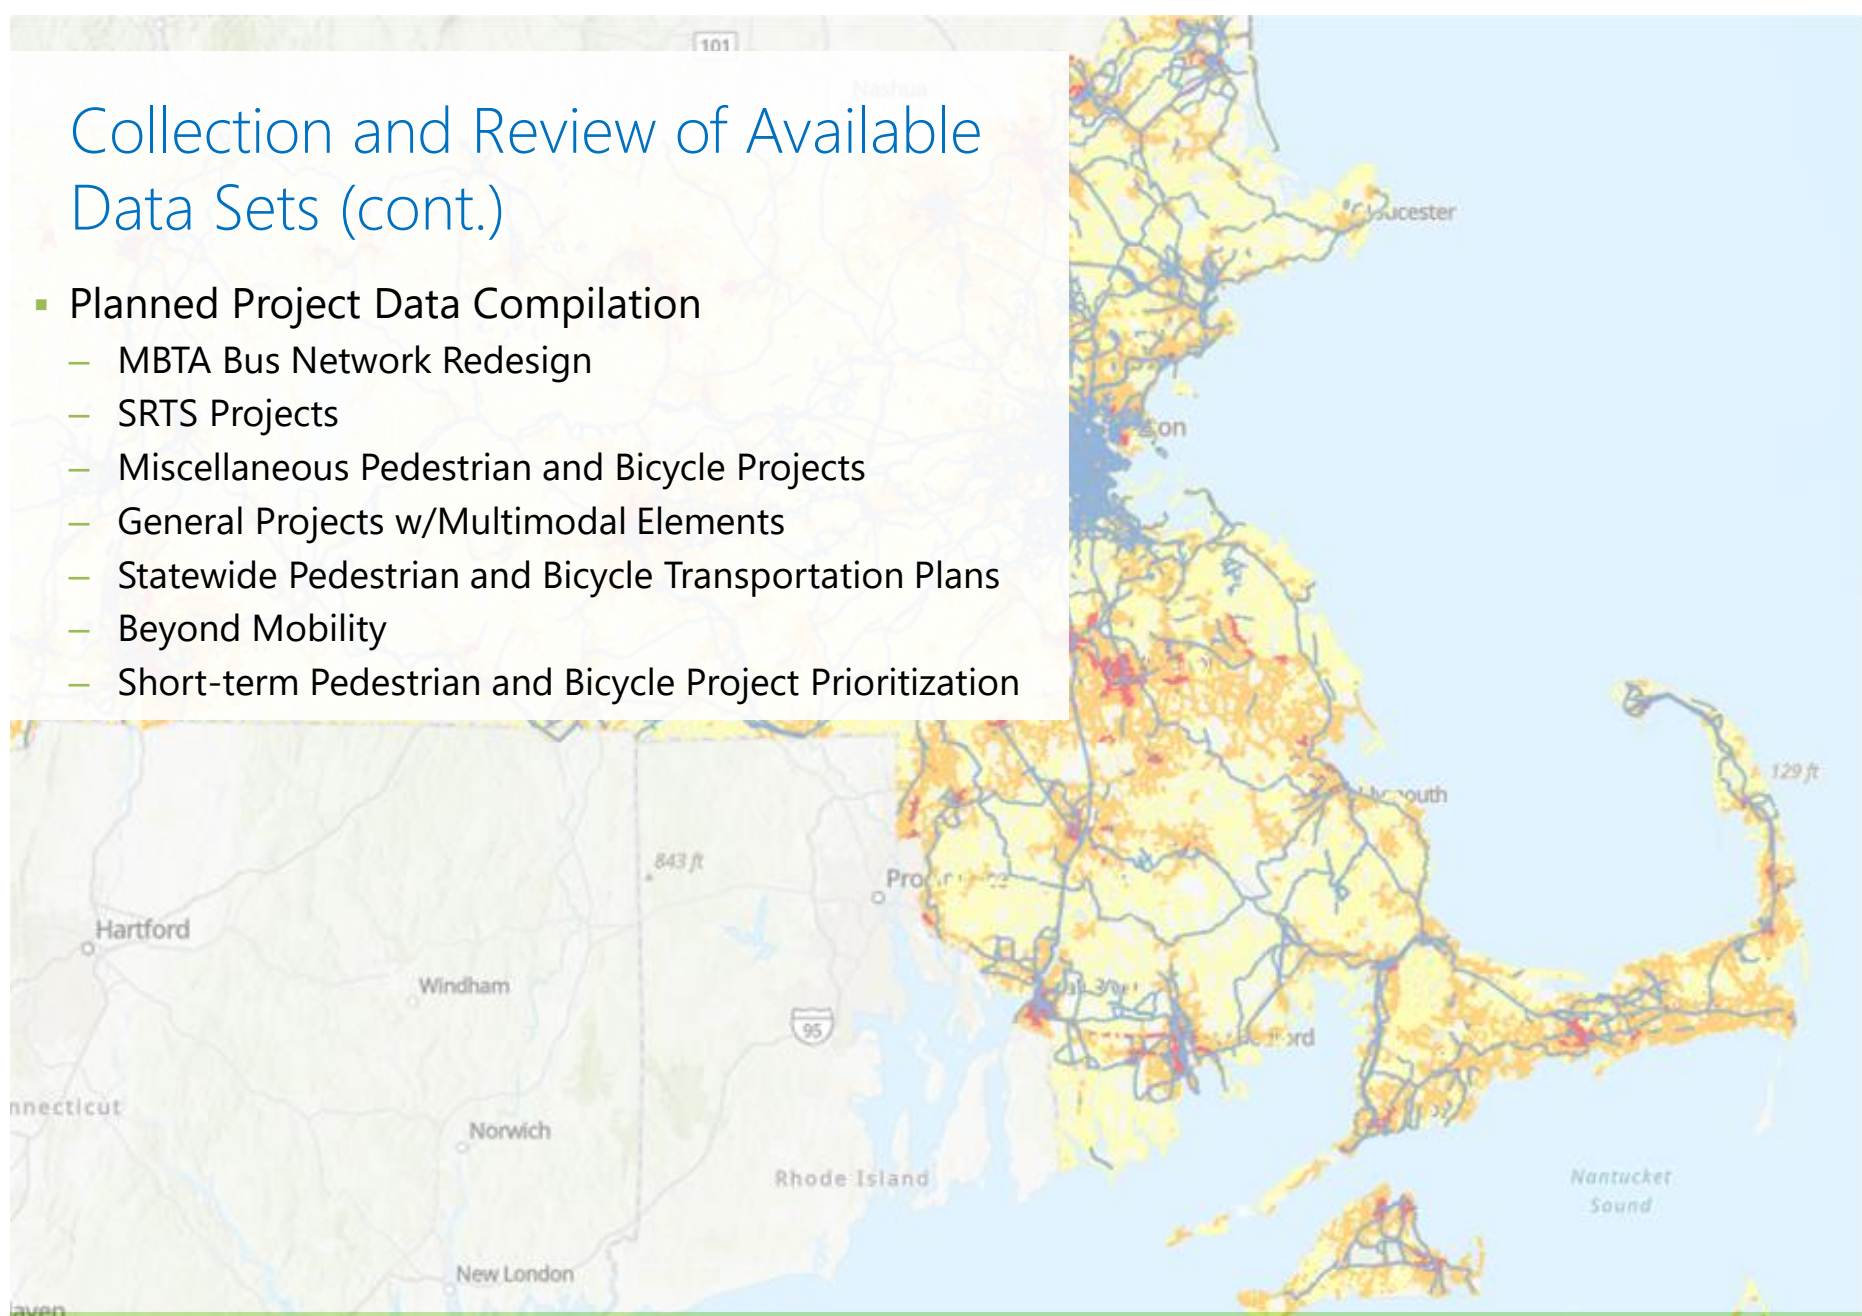 101
Nashua
Collection and Review of Available
Data Sets (cont.)
▪ Planned Project Data Compilation
– MBTA Bus Network Redesign
– SRTS Projects
– Miscellaneous Pedestrian and Bicycle Projects
– General Projects w/Multimodal Elements
– Statewide Pedestrian and Bicycle Transportation Plans
– Beyond Mobility
– Short-term Pedestrian and Bicycle Project Prioritization
129 ft
843 ft
Hartford
Windham
95
Norwich
Rhode Island
Nantucket
Sound
New London